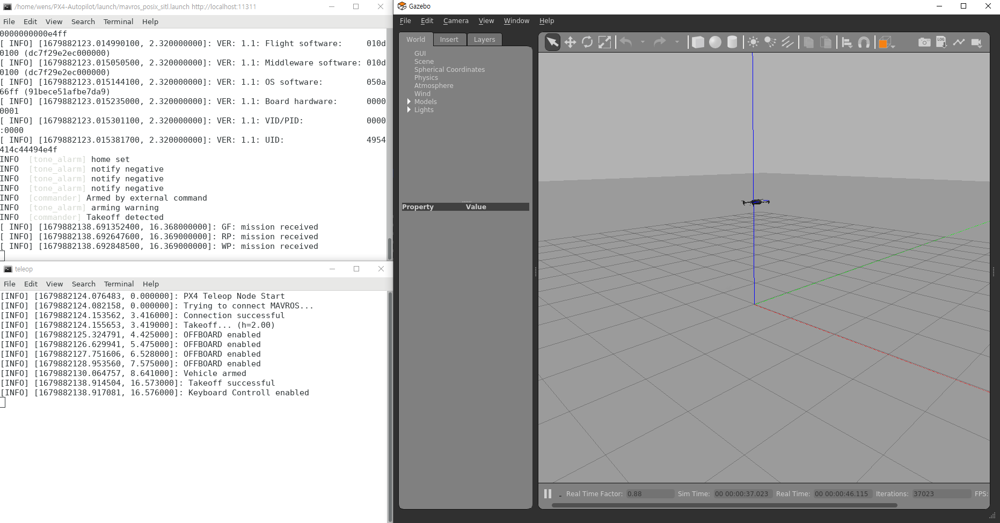 /home/wens/PX4-Autopilot/launch/mavros_posix_sitl.launch http://localhost:11311
File Edit View Search Terminal Help
0000000000e4ff
[ INFO] [1679882123.014990100, 2.320000000]: VER: 1.1: Flight software:     010d
0100 (dc7f29e2ec000000)
[ INFO] [1679882123.015050500, 2.320000000]: VER: 1.1: Middleware software: 010d
0100 (dc7f29e2ec000000)
[ INFO] [1679882123.015144100, 2.320000000]: VER: 1.1: OS software:         050a
66ff (91bece51afbe7da9)
[ INFO] [1679882123.015235000, 2.320000000]: VER: 1.1: Board hardware:      0000
0001
[ INFO] [1679882123.015301100, 2.320000000]: VER: 1.1: VID/PID:             0000
:0000
[ INFO] [1679882123.015381700, 2.320000000]: VER: 1.1: UID:                 4954
414c44494e4f
INFO  [tone_alarm] home set
INFO  [tone_alarm] notify negative
INFO  [tone_alarm] notify negative
INFO  [tone_alarm] notify negative
INFO  [commander] Armed by external command
INFO  [tone_alarm] arming warning
INFO  [commander] Takeoff detected
[ INFO] [1679882138.691352400, 16.368000000]: GF: mission received
[ INFO] [1679882138.692647600, 16.369000000]: RP: mission received
[ INFO] [1679882138.692848500, 16.369000000]: WP: mission received
teleop
File Edit View Search Terminal Help
[INFO] [1679882124.076483, 0.000000]: PX4 Teleop Node Start
[INFO] [1679882124.082158, 0.000000]: Trying to connect MAVROS...
[INFO] [1679882124.153562, 3.416000]: Connection successful
[INFO] [1679882124.155653, 3.419000]: Takeoff... (h=2.00)
[INFO] [1679882125.324791, 4.425000]: OFFBOARD enabled
[INFO] [1679882126.629941, 5.475000]: OFFBOARD enabled
[INFO] [1679882127.751606, 6.528000]: OFFBOARD enabled
[INFO] [1679882128.953560, 7.575000]: OFFBOARD enabled
[INFO] [1679882130.064757, 8.641000]: Vehicle armed
[INFO] [1679882138.914504, 16.573000]: Takeoff successful
[INFO] [1679882138.917081, 16.576000]: Keyboard Controll enabled
Gazebo
File Edit Camera View Window Help
World Insert Layers
GUI
Scene
Spherical Coordinates
Physics
Atmosphere
Wind
Models
Lights
Property Value
LOG
Real Time Factor: 0.88 Sim Time: 00 00:00:37.023 Real Time: 00 00:00:46.115 Iterations: 37023 FPS: